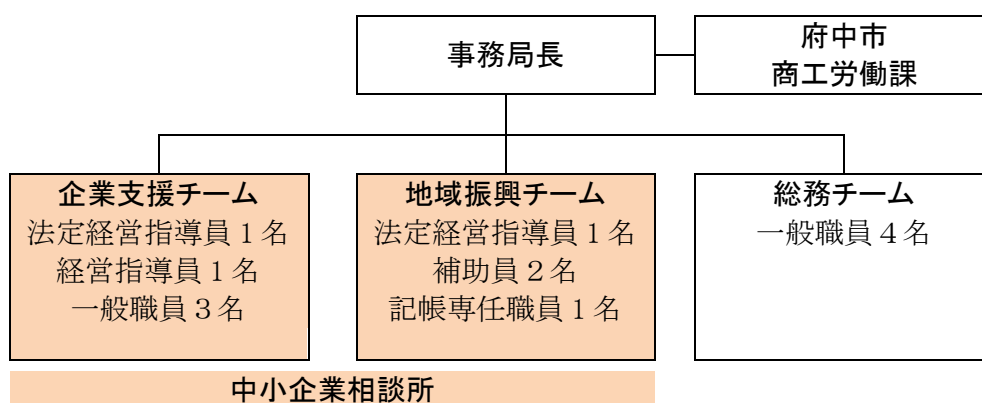 事務局長
府中市
商工労働課
企業支援チーム
法定経営指導員１名
経営指導員１名
一般職員３名
地域振興チーム
法定経営指導員１名
補助員２名
記帳専任職員１名
総務チーム
一般職員４名
中小企業相談所